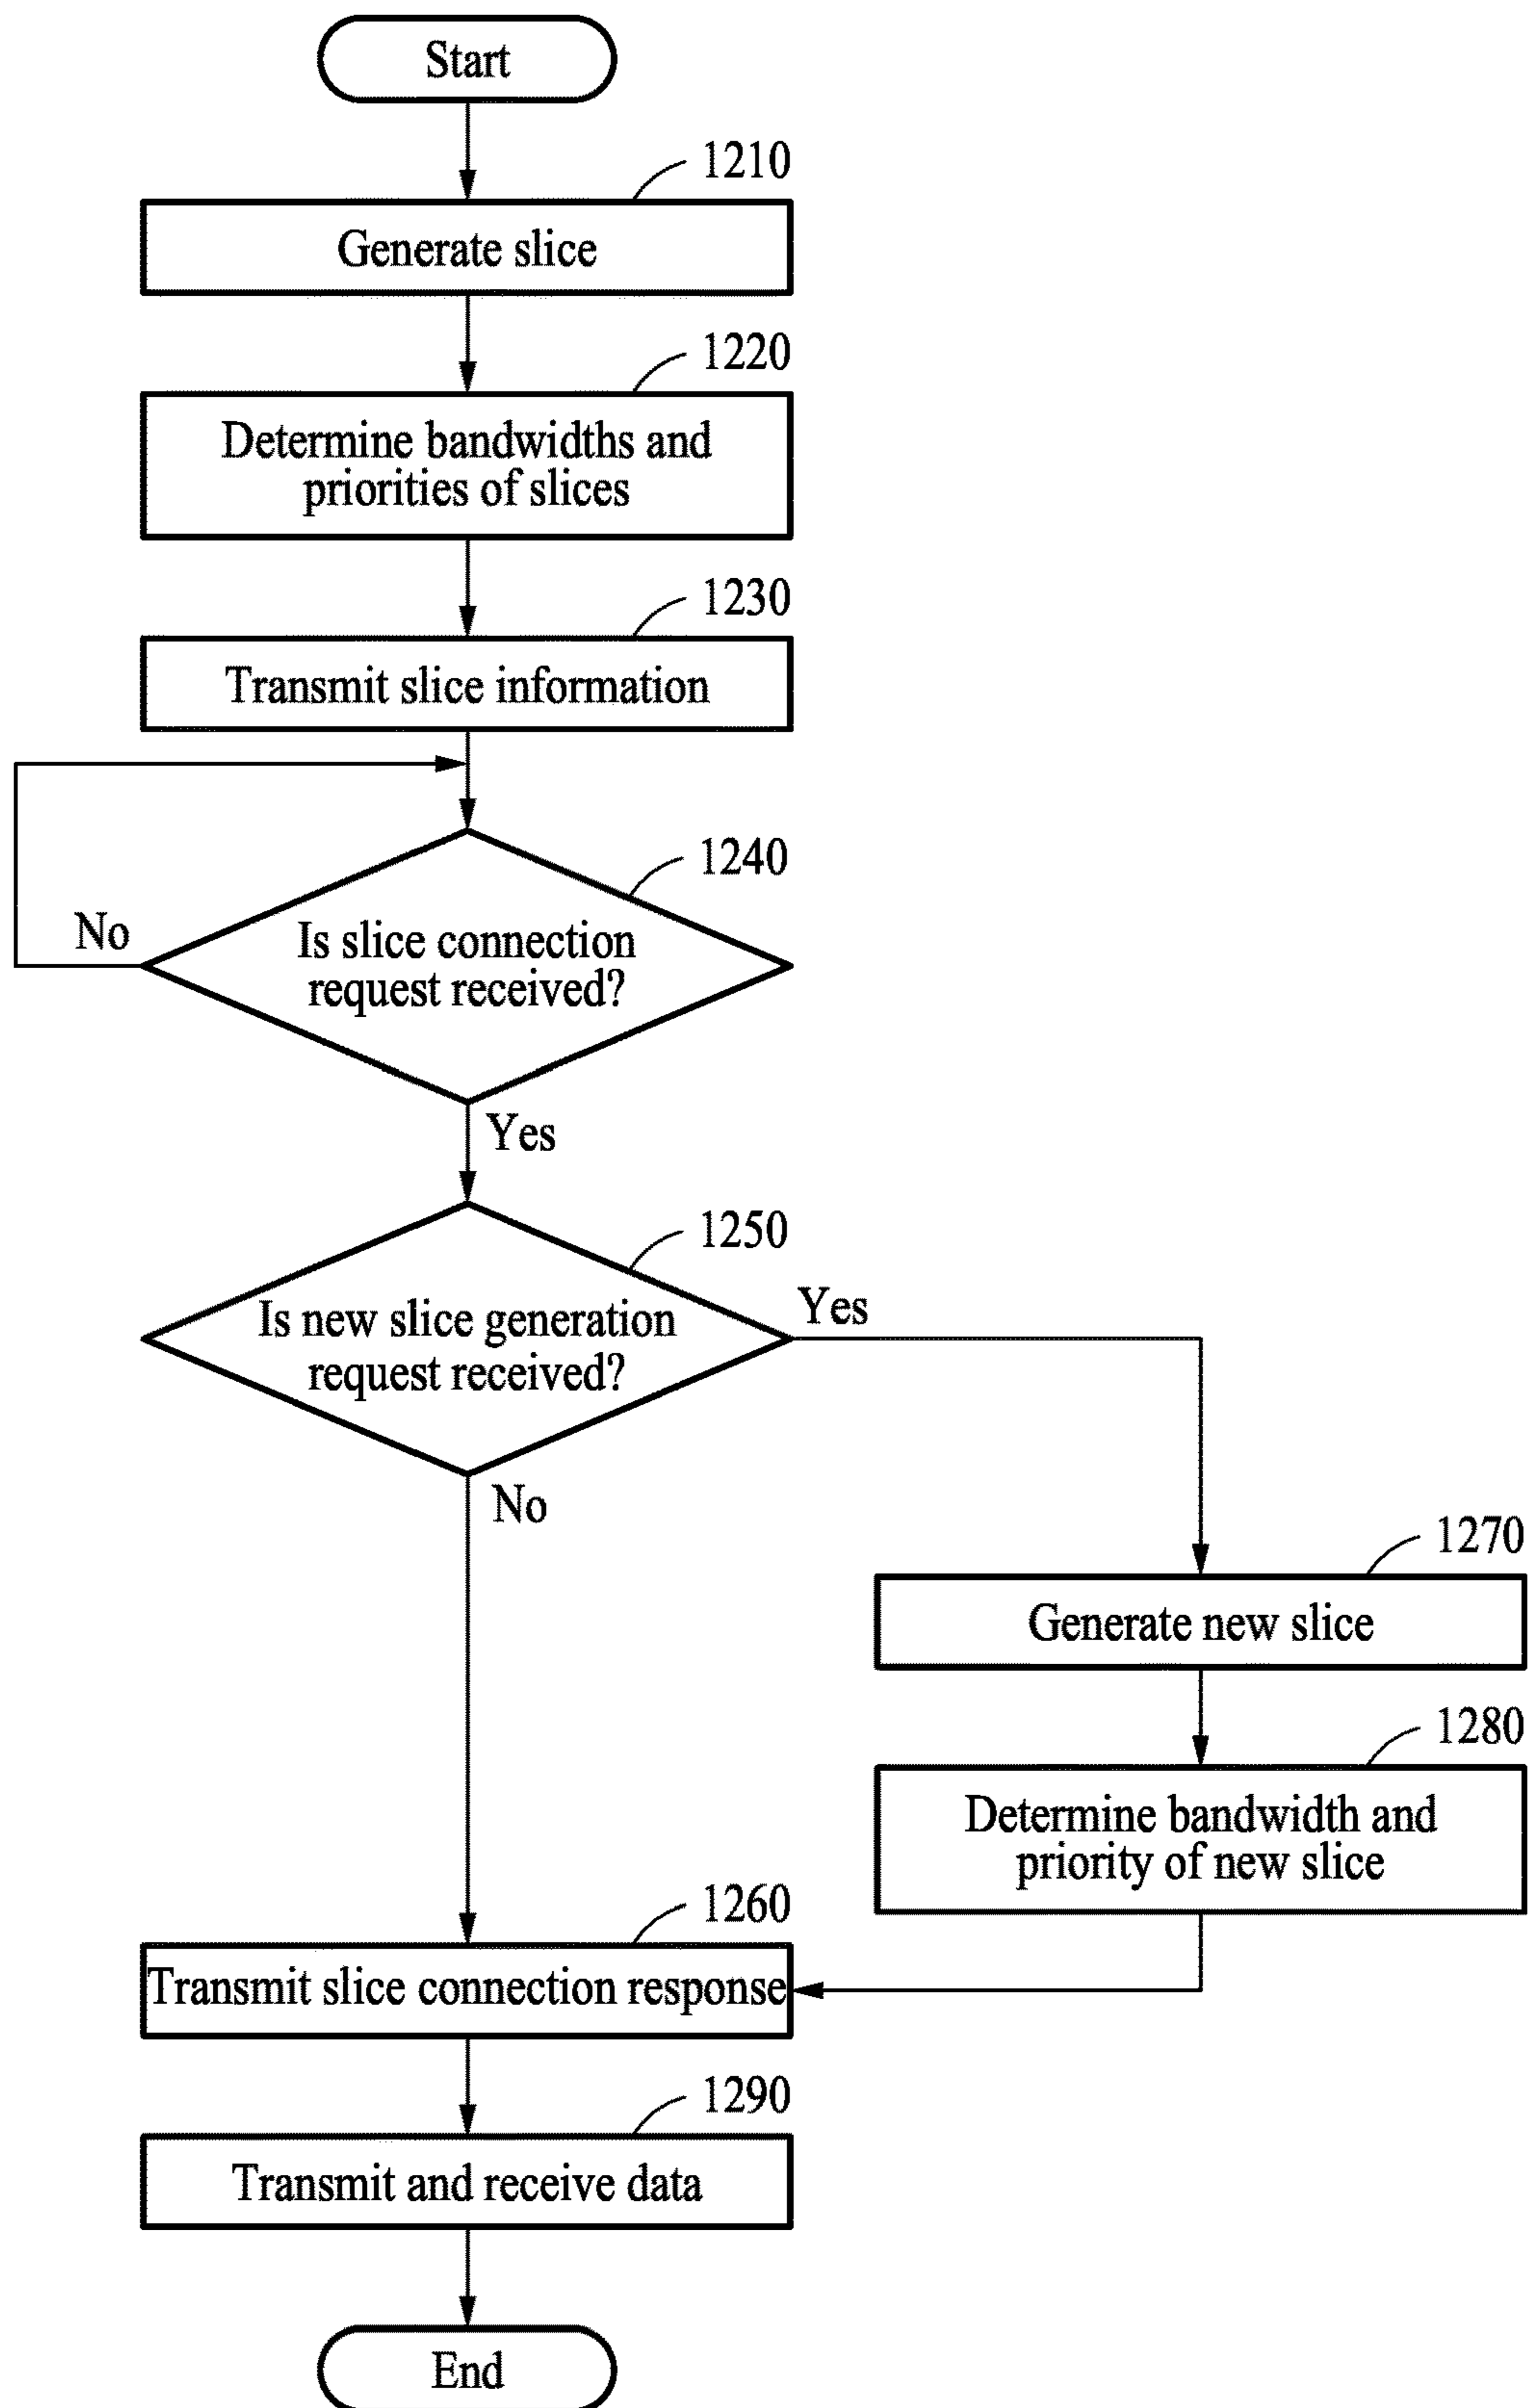 Start
1210
Generate slice
1220
Determine bandwidths and
priorities of slices
1230
Transmit slice information
1240
No
Is slice connection
request received?
Yes
1250
Yes
Is new slice generation
request received?
No
1270
Generate new slice
1280
Determine bandwidth and
priority of new slice
1260
Transmit slice connection response
1290
Transmit and receive data
End